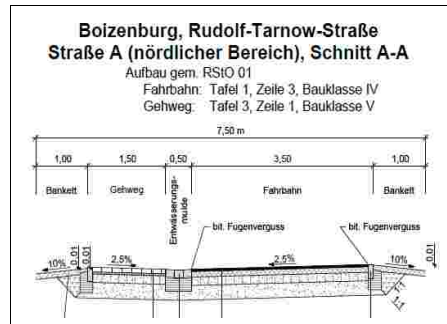 Boizenburg, Rudolf-Tarnow-Straße
Straße A (nördlicher Bereich), Schnitt A-A
Aufbau gem. RStO 01
Fahrbahn: Tafel 1, Zeile 3, Bauklasse IV
Gehweg: Tafel 3, Zeile 1, Bauklasse V
7,50 m
1,00 1,50 0,50 3,50 1,00
Bankett Gehweg Entwässerungs-mulde Fahrbahn Bankett
bit. Fugenverguss bit. Fugenverguss
10% 0,01 0,01 2,5% 2,5% 10% 0,01
1:1
1:1